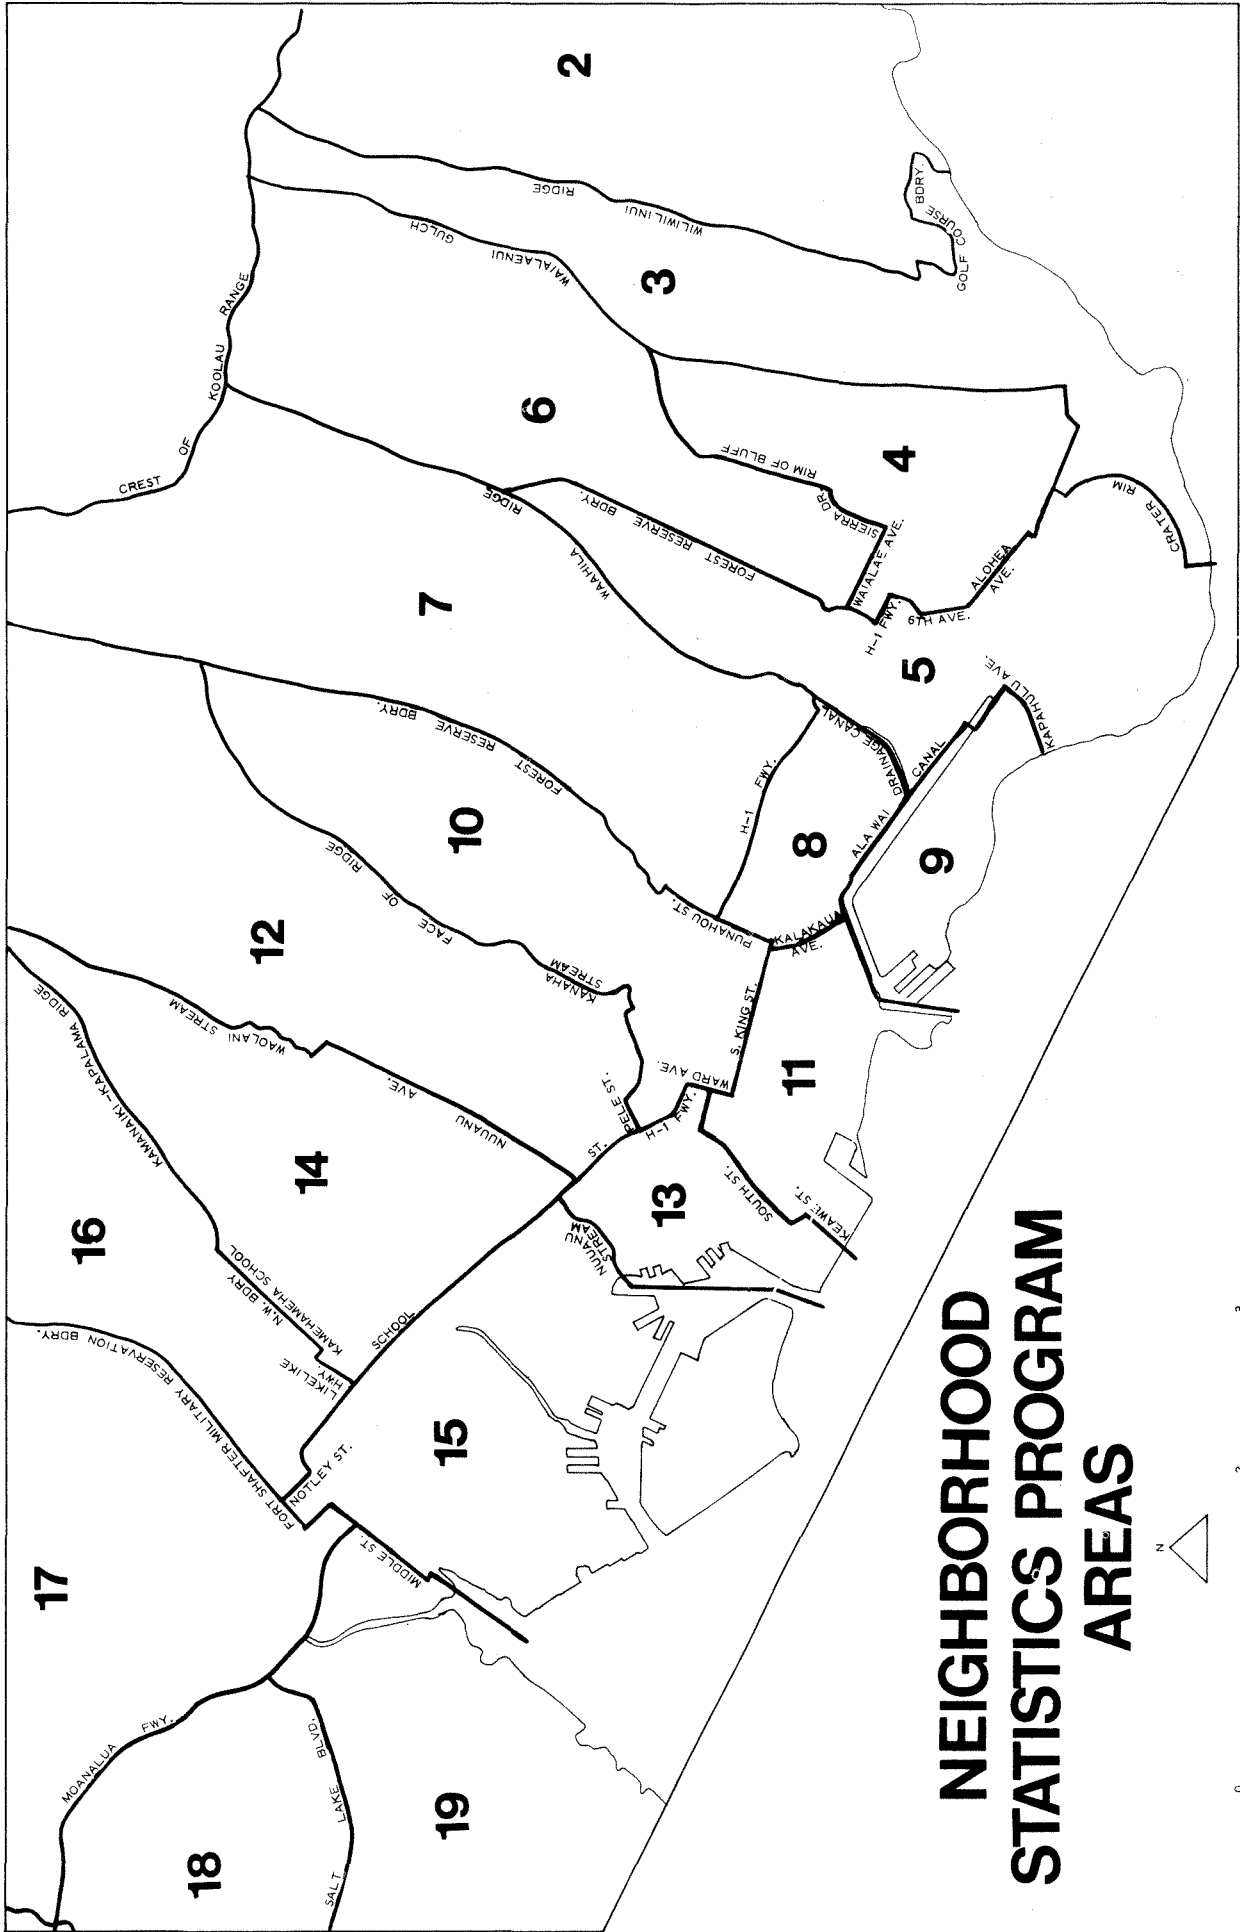 NEIGHBORHOOD
STATISTICS PROGRAM
AREAS
N
0
2
3
2
3
4
5
6
7
8
9
10
11
12
13
14
15
16
17
18
19
MOANALUA FWY.
SALT LAKE BLVD.
MIDDLE ST.
NOTLEY ST.
FORT SHAFTER MILITARY RESERVATION BDRY.
LIKELIKE
HWY.
KAMEHAMEHA SCHOOL
N.W. BDRY
KAMANAIKI-KAPALAMA RIDGE
SCHOOL ST.
NUUANU
STREAM
NUUANU AVE.
WAOLANI STREAM
PELE ST.
H-1 FWY.
WARD AVE.
SOUTH ST.
KEAWE ST.
S. KING ST.
KANAHA
STREAM
FACE OF RIDGE
PUNAHOU ST.
KALAKAUA
AVE.
FOREST RESERVE BDRY.
H-1 FWY.
ALA WAI CANAL
DRAINAGE CANAL
KAPAHULU AVE.
WAAHILA RIDGE
FOREST RESERVE BDRY.
CREST OF KOOLAU RANGE
H-1 FWY.
WAIALAE AVE.
6TH AVE.
ALOHEA
AVE.
SIERRA DR.
RIM OF BLUFF
CRATER RIM
WAIALAENUI GULCH
WILIWILINUI RIDGE
GOLF COURSE BDRY.